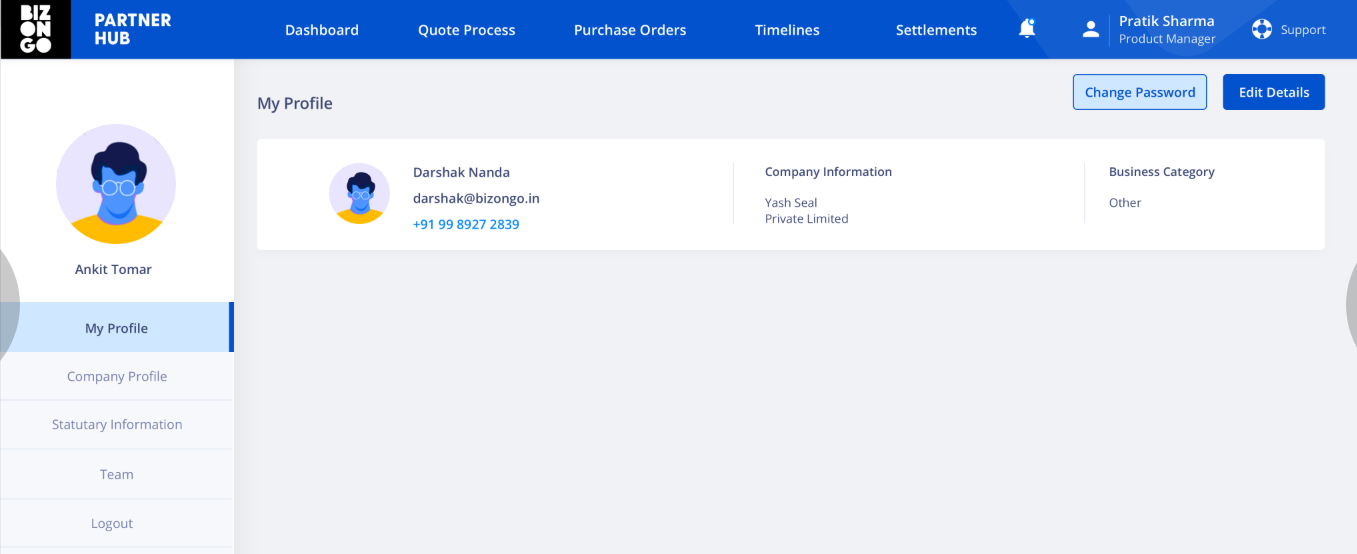 BIZ
ON
GO
PARTNER
HUB
Dashboard
Quote Process
Purchase Orders
Timelines
Settlements
Pratik Sharma
Product Manager
Support
Ankit Tomar
My Profile
Company Profile
Statutary Information
Team
Logout
My Profile
Change Password
Edit Details
Darshak Nanda
darshak@bizongo.in
+91 99 8927 2839
Company Information
Yash Seal
Private Limited
Business Category
Other